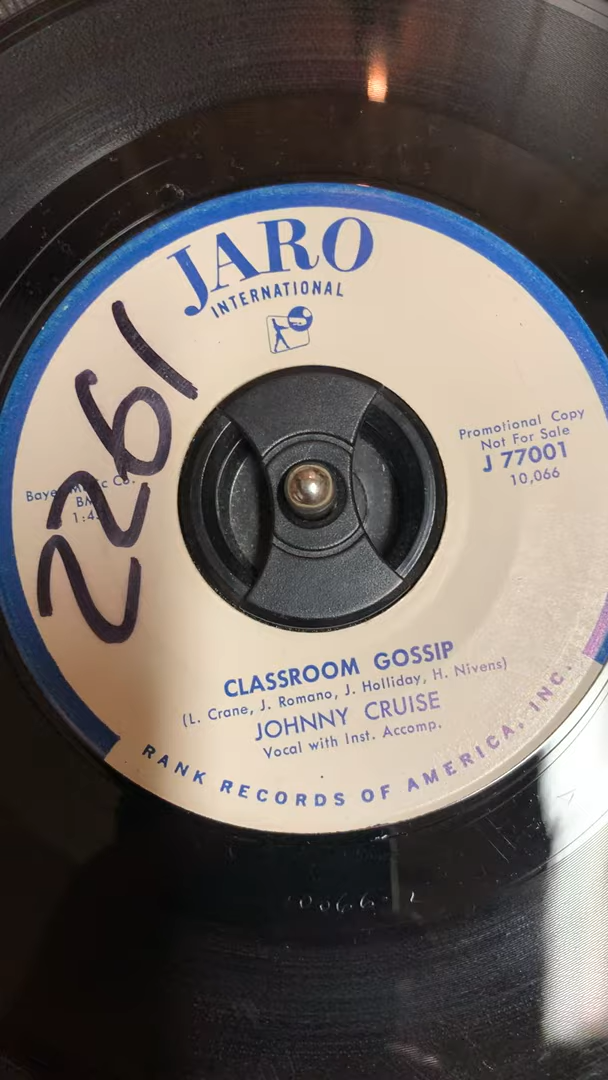 JARO
INTERNATIONAL
2261
Promotional Copy
Not For Sale
J 77001
10,066
CLASSROOM GOSSIP
(L. Crane, J. Romano, J. Holliday, H. Nivens)
JOHNNY CRUISE
Vocal with Inst. Accomp.
RANK RECORDS OF AMERICA, INC.